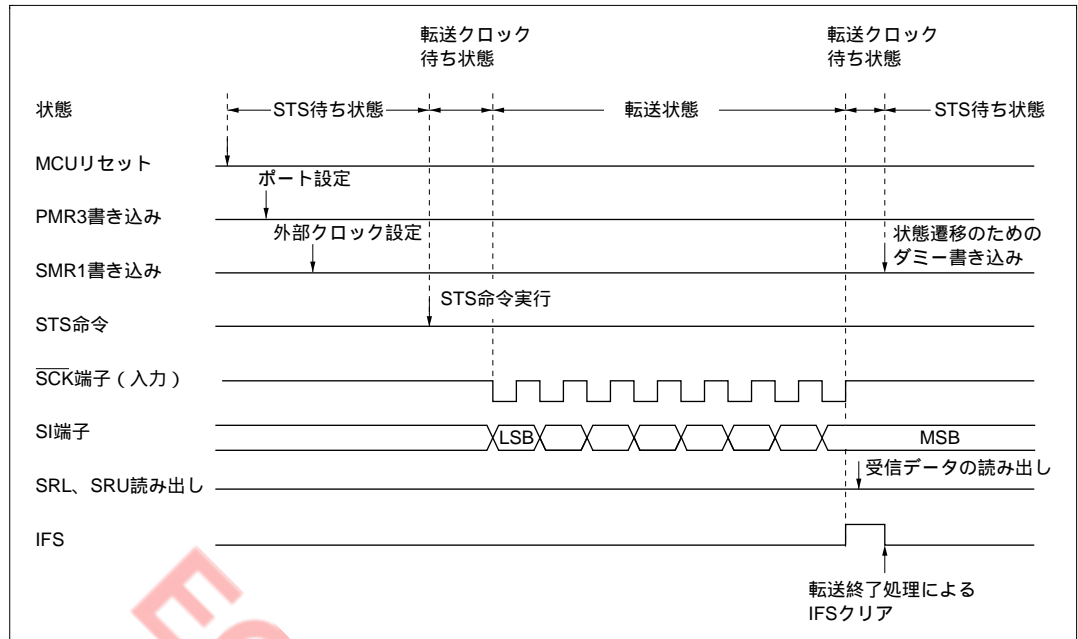 転送クロック
待ち状態
転送クロック
待ち状態
状態
STS待ち状態
転送状態
STS待ち状態
MCUリセット
ポート設定
PMR3書き込み
外部クロック設定
状態遷移のための
ダミー書き込み
SMR1書き込み
STS命令実行
STS命令
SCK端子（入力）
SI端子
LSB
MSB
受信データの読み出し
SRL、SRU読み出し
IFS
転送終了処理による
IFSクリア